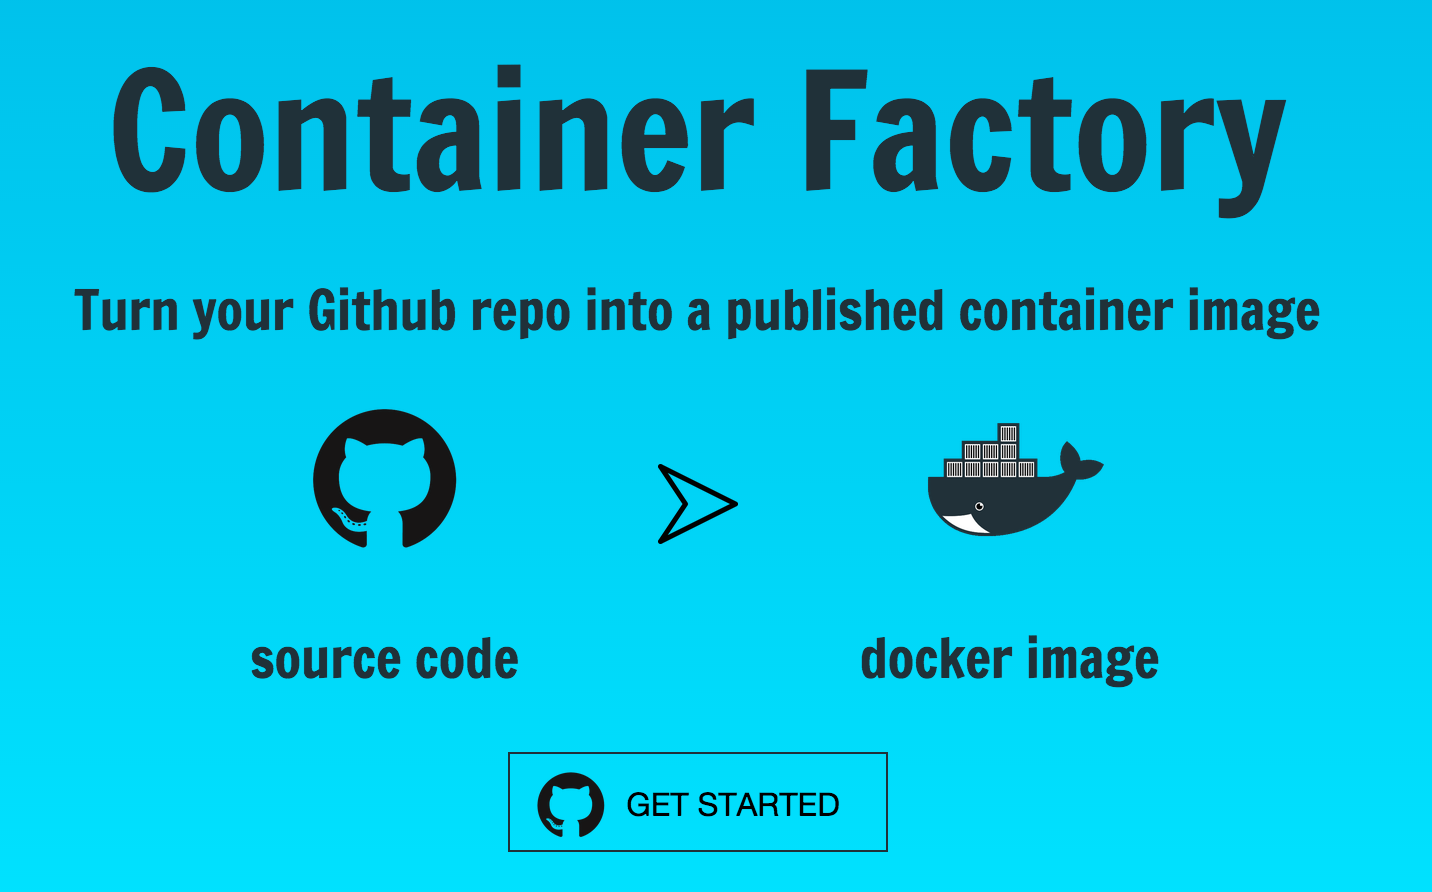 Container Factory
Turn your Github repo into a published container image
source code
docker image
GET STARTED